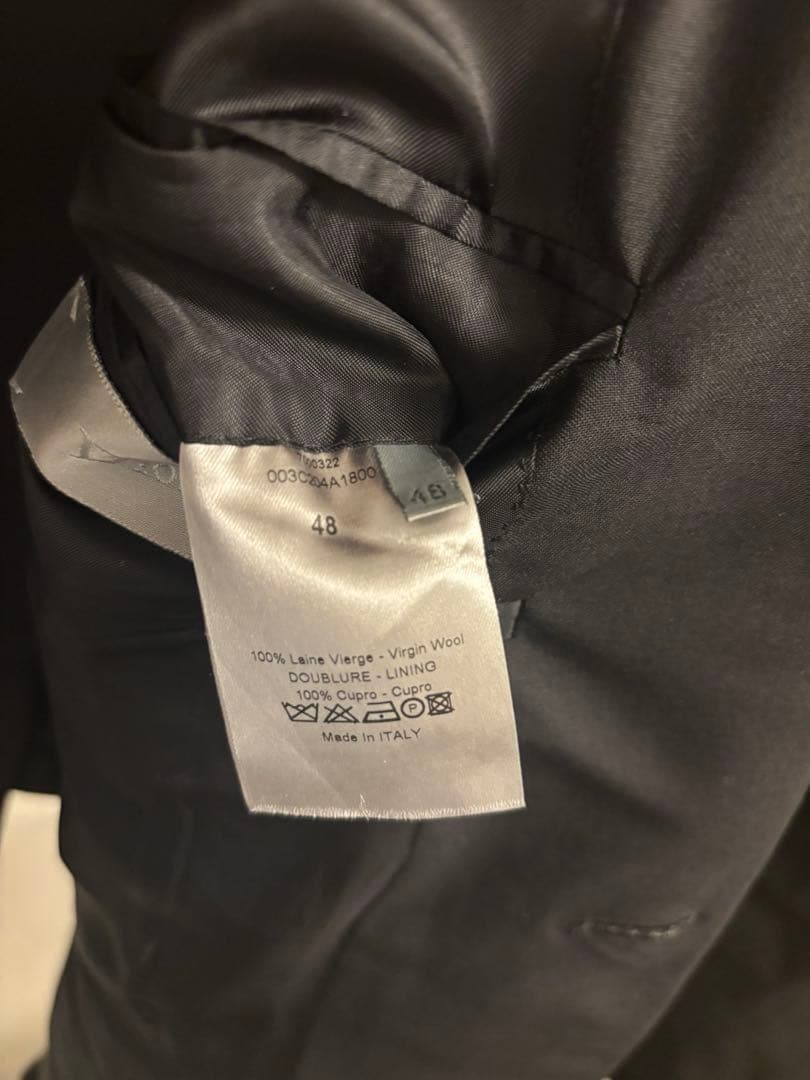 003C204A1800
48
48
100% Laine Vierge - Virgin Wool
DOUBLURE - LINING
100% Cupro - Cupro
P
Made In ITALY